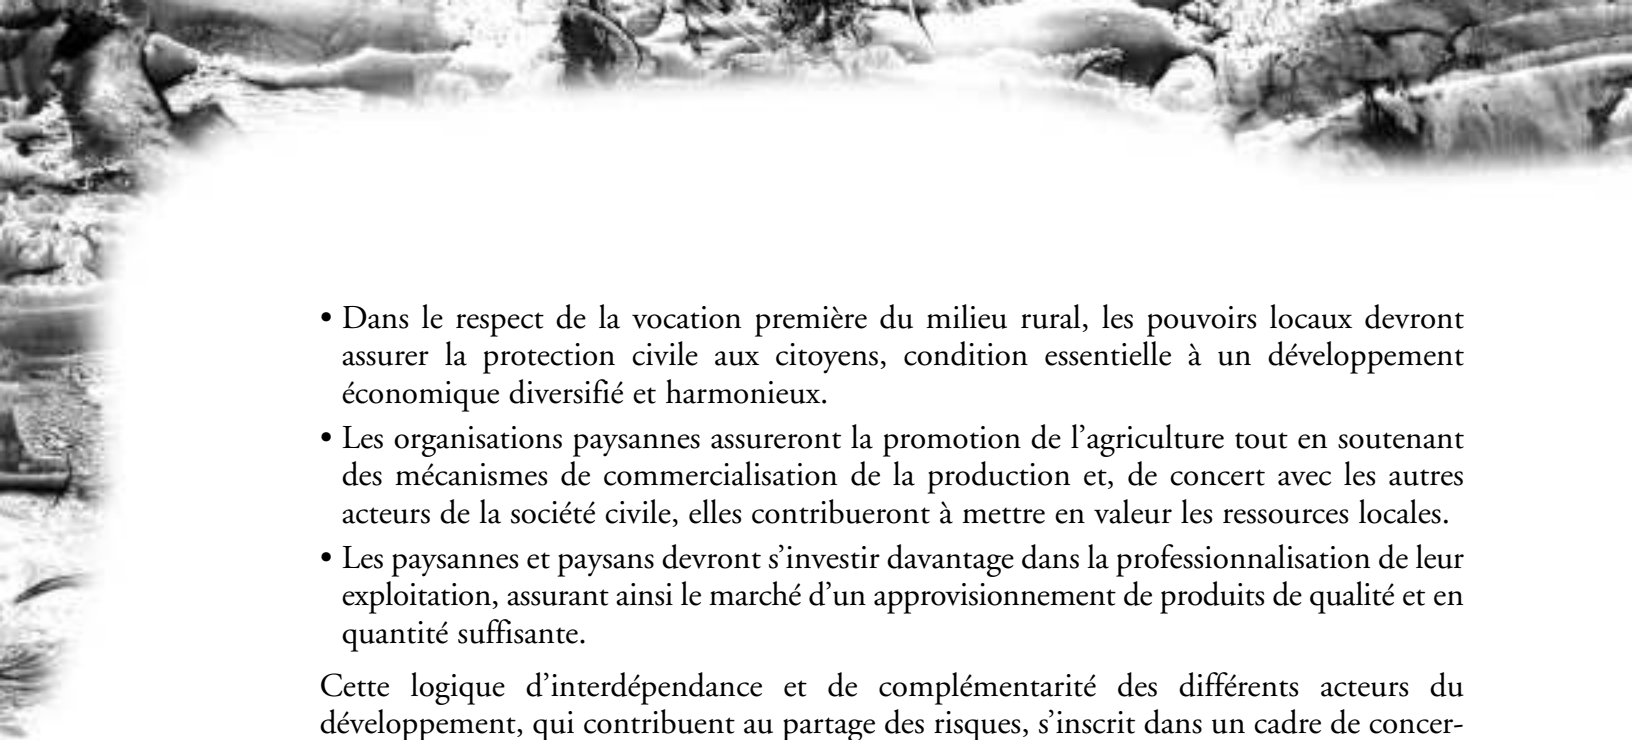 • Dans le respect de la vocation première du milieu rural, les pouvoirs locaux devront
assurer la protection civile aux citoyens, condition essentielle à un développement
économique diversifié et harmonieux.
• Les organisations paysannes assureront la promotion de l’agriculture tout en soutenant
des mécanismes de commercialisation de la production et, de concert avec les autres
acteurs de la société civile, elles contribueront à mettre en valeur les ressources locales.
• Les paysannes et paysans devront s’investir davantage dans la professionnalisation de leur
exploitation, assurant ainsi le marché d’un approvisionnement de produits de qualité et en
quantité suffisante.
Cette logique d’interdépendance et de complémentarité des différents acteurs du
développement, qui contribuent au partage des risques, s’inscrit dans un cadre de concer-